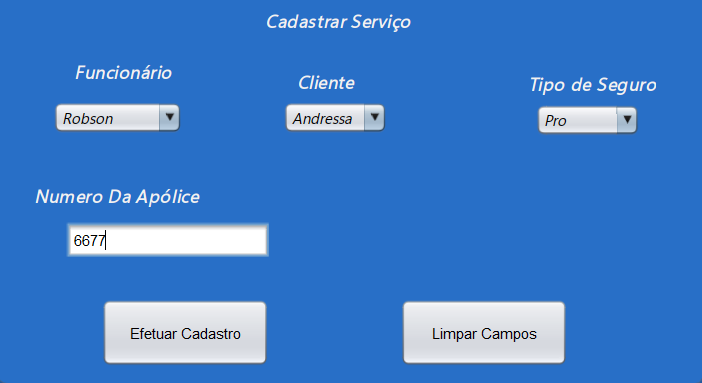 Cadastrar Serviço
Funcionário
Cliente
Tipo de Seguro
Robson
Andressa
Pro
Numero Da Apólice
6677
Efetuar Cadastro
Limpar Campos